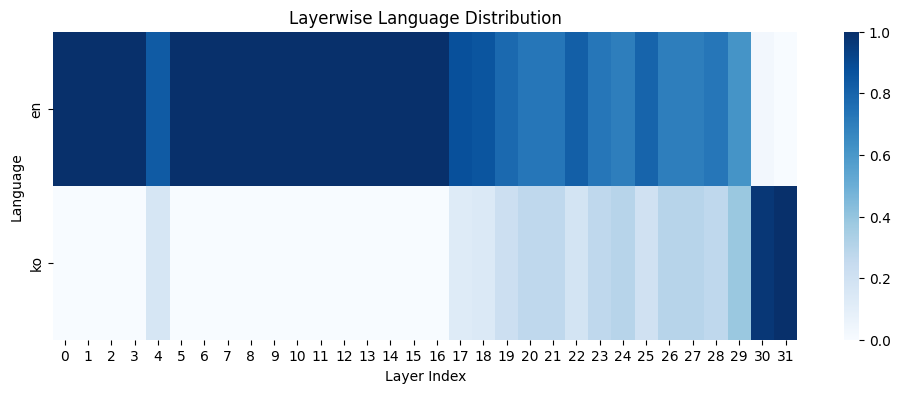 Layerwise Language Distribution
Language
en
ko
0 1 2 3 4 5 6 7 8 9 10 11 12 13 14 15 16 17 18 19 20 21 22 23 24 25 26 27 28 29 30 31
Layer Index
1.0
0.8
0.6
0.4
0.2
0.0